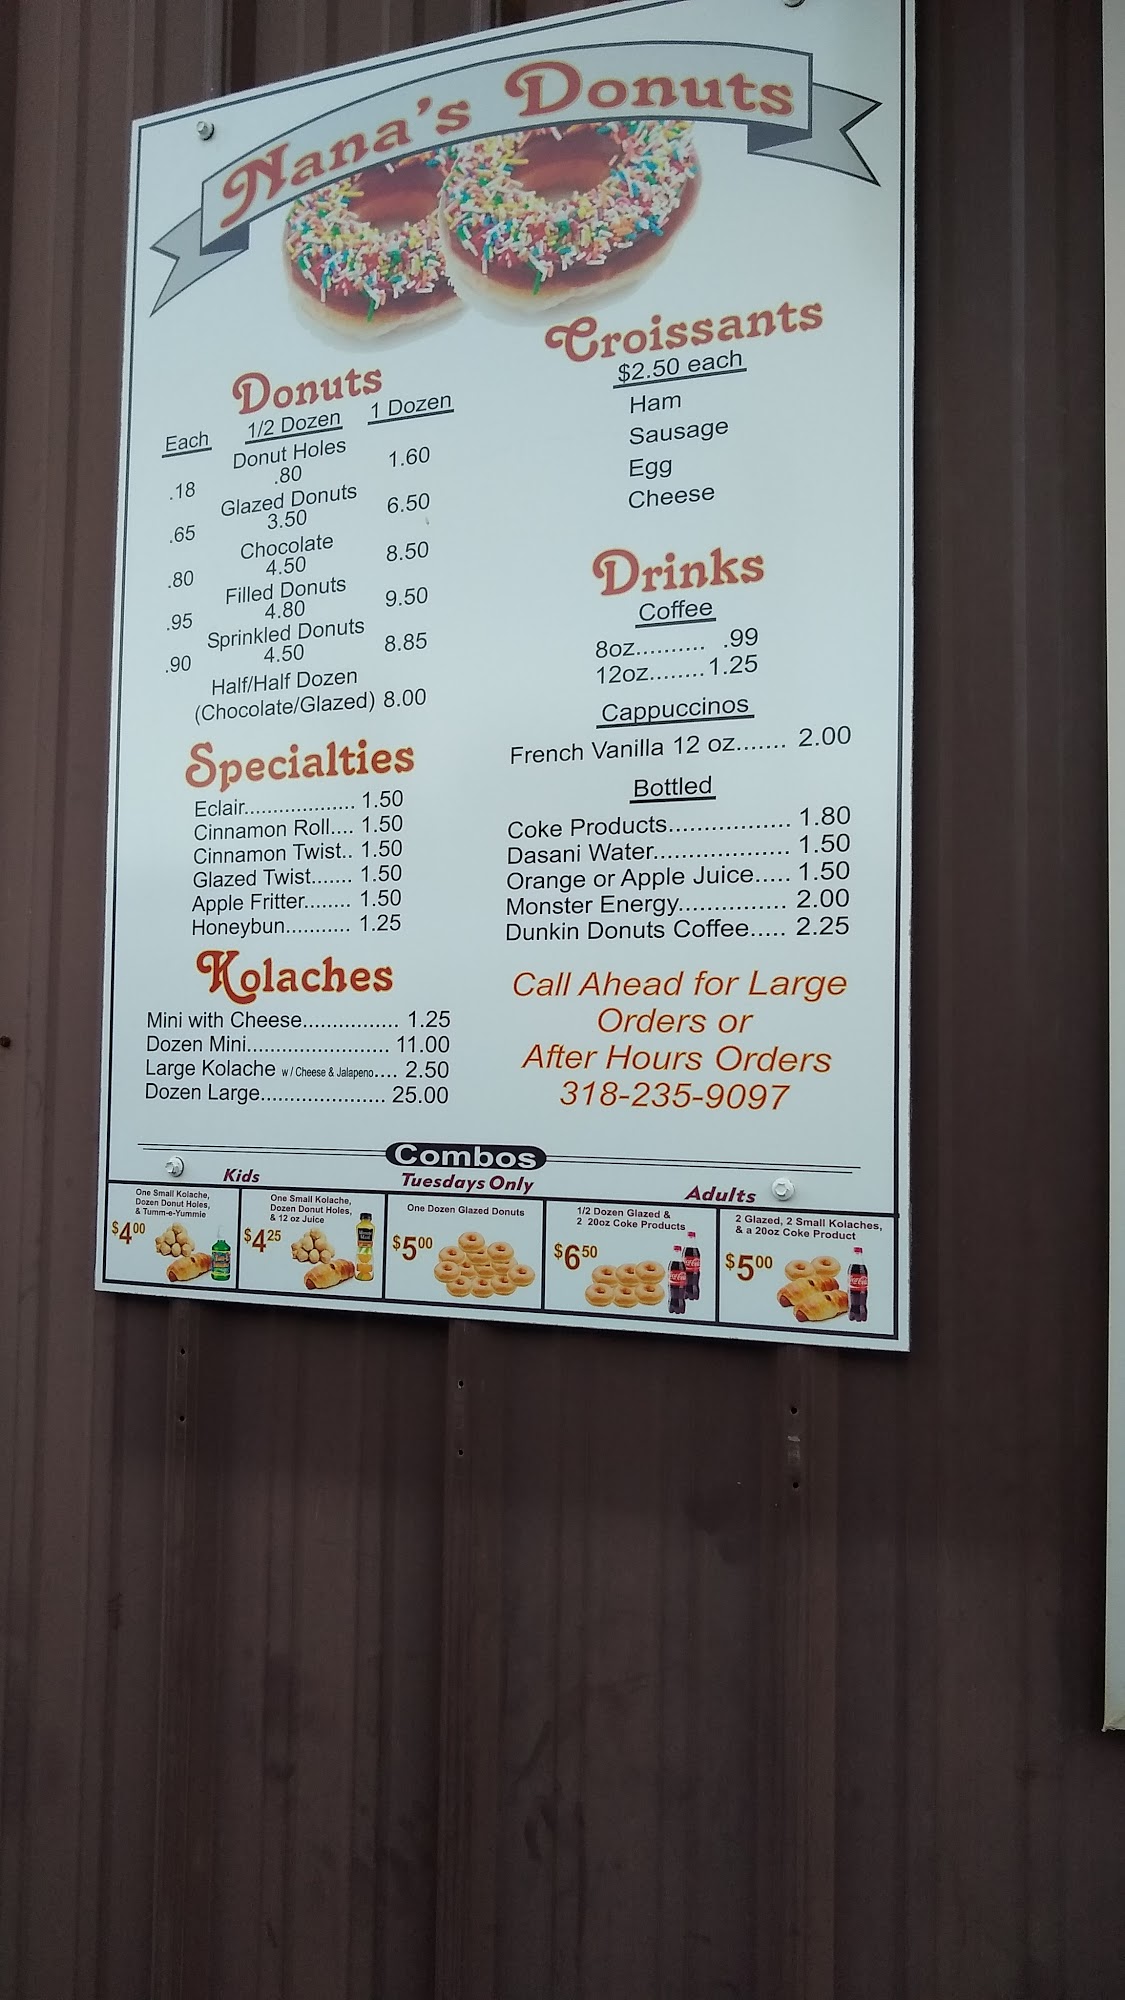 Nana's Donuts
Donuts
Each 1/2 Dozen 1 Dozen
Donut Holes
.18 .80 1.60
Glazed Donuts
.65 3.50 6.50
Chocolate
.80 4.50 8.50
Filled Donuts
.95 4.80 9.50
Sprinkled Donuts
.90 4.50 8.85
Half/Half Dozen
(Chocolate/Glazed) 8.00
Specialties
Eclair................... 1.50
Cinnamon Roll.... 1.50
Cinnamon Twist.. 1.50
Glazed Twist....... 1.50
Apple Fritter........ 1.50
Honeybun........... 1.25
Kolaches
Mini with Cheese................ 1.25
Dozen Mini........................ 11.00
Large Kolache w/ Cheese & Jalapeno.... 2.50
Dozen Large..................... 25.00
Croissants
$2.50 each
Ham
Sausage
Egg
Cheese
Drinks
Coffee
8oz.......... .99
12oz........1.25
Cappuccinos
French Vanilla 12 oz....... 2.00
Bottled
Coke Products................. 1.80
Dasani Water................... 1.50
Orange or Apple Juice..... 1.50
Monster Energy............... 2.00
Dunkin Donuts Coffee..... 2.25
Call Ahead for Large
Orders or
After Hours Orders
318-235-9097
Combos
Kids
One Small Kolache,
Dozen Donut Holes,
& Tumm-e-Yummie
$4.00
One Small Kolache,
Dozen Donut Holes,
& 12 oz Juice
$4.25
Tuesdays Only
One Dozen Glazed Donuts
$5.00
Adults
1/2 Dozen Glazed &
2 20oz Coke Products
$6.50
2 Glazed, 2 Small Kolaches,
& a 20oz Coke Product
$5.00